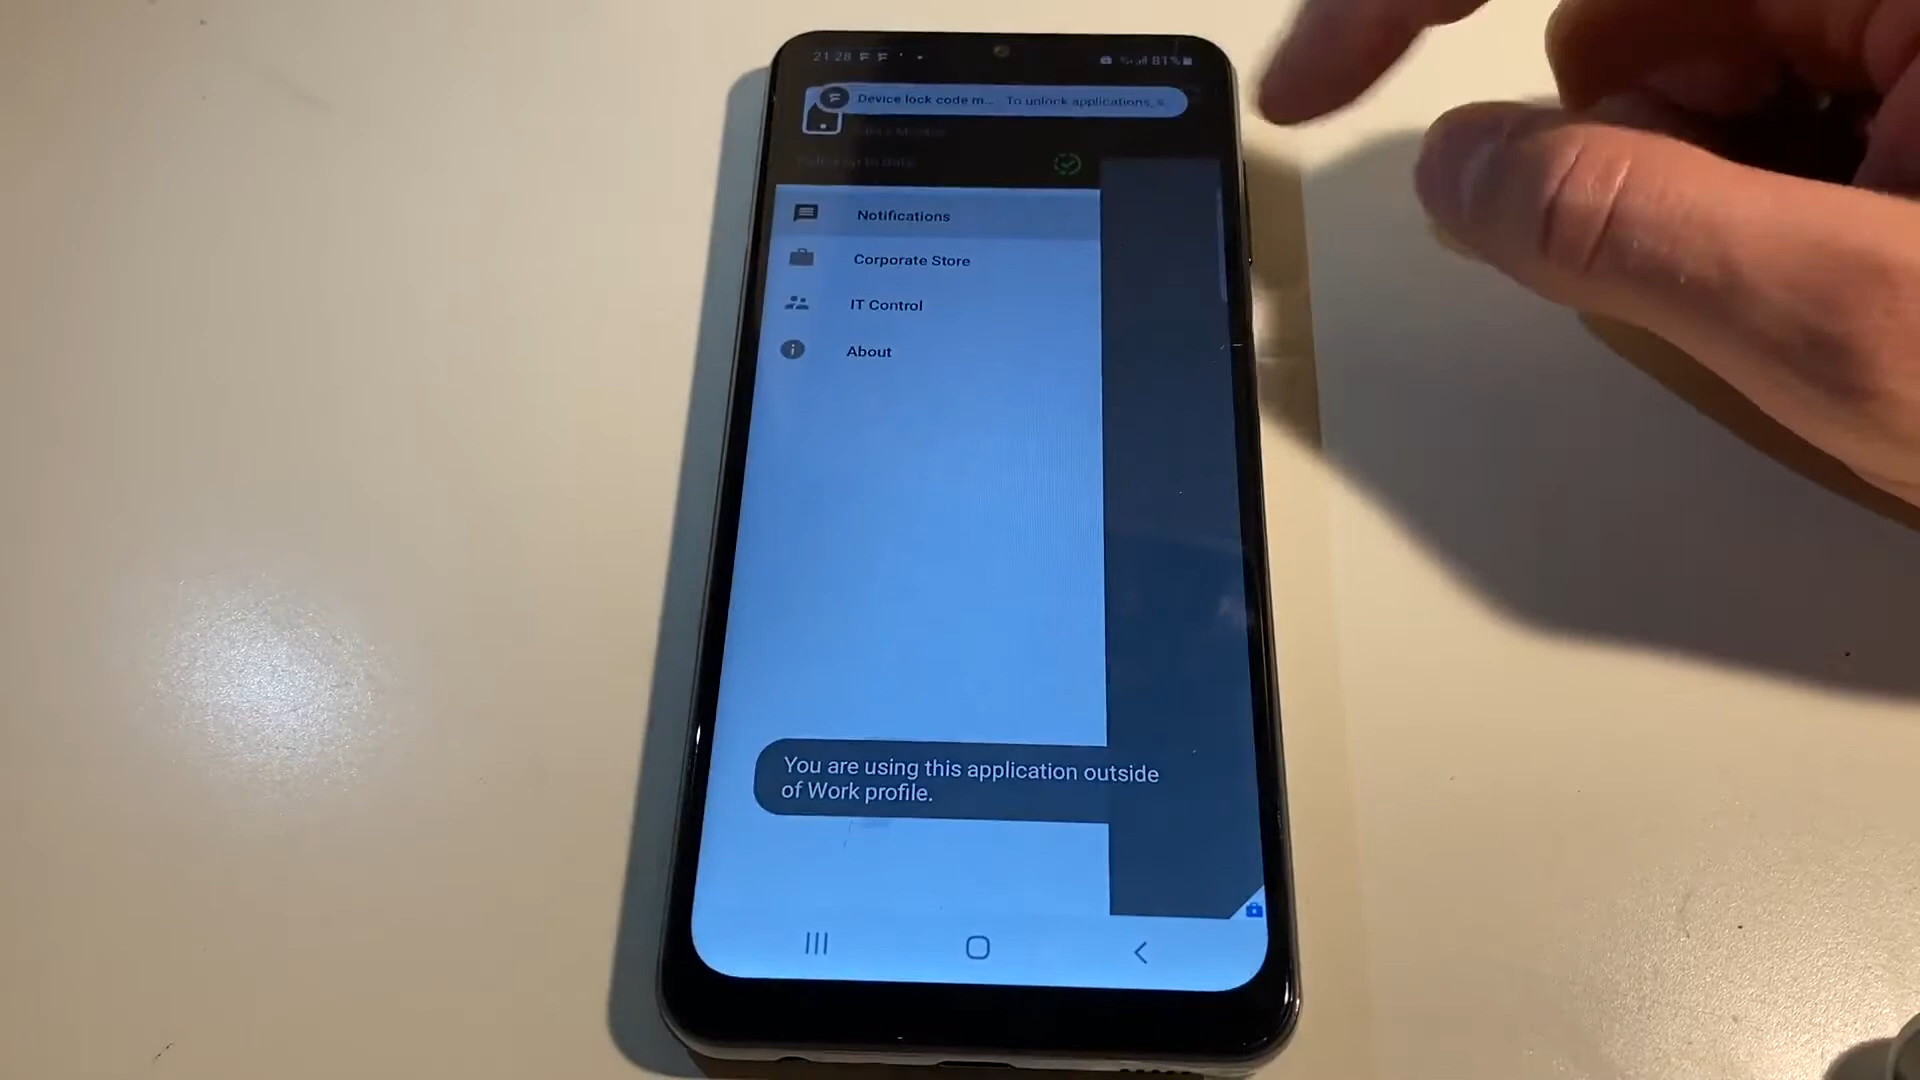 21:28
81%
Device lock code m... To unlock applications, s
Notifications
Corporate Store
IT Control
About
You are using this application outside
of Work profile.